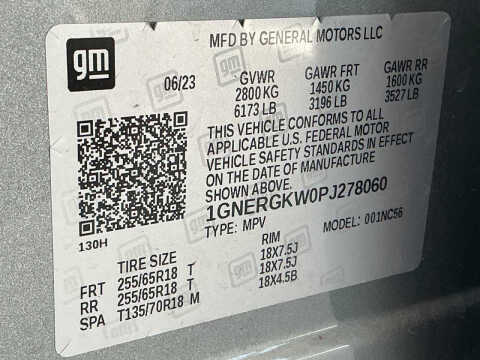 gm
MFD BY GENERAL MOTORS LLC
06/23 GVWR GAWR FRT GAWR RR
2800 KG 1450 KG 1600 KG
6173 LB 3196 LB 3527 LB
THIS VEHICLE CONFORMS TO ALL
APPLICABLE U.S. FEDERAL MOTOR
VEHICLE SAFETY STANDARDS IN EFFECT
ON THE DATE OF MANUFACTURE
SHOWN ABOVE.
1GNERGKW0PJ278060
TYPE: MPV MODEL: 001NC56
130H
TIRE SIZE RIM
FRT 255/65R18 T 18X7.5J
RR 255/65R18 T 18X7.5J
SPA T135/70R18 M 18X4.5B